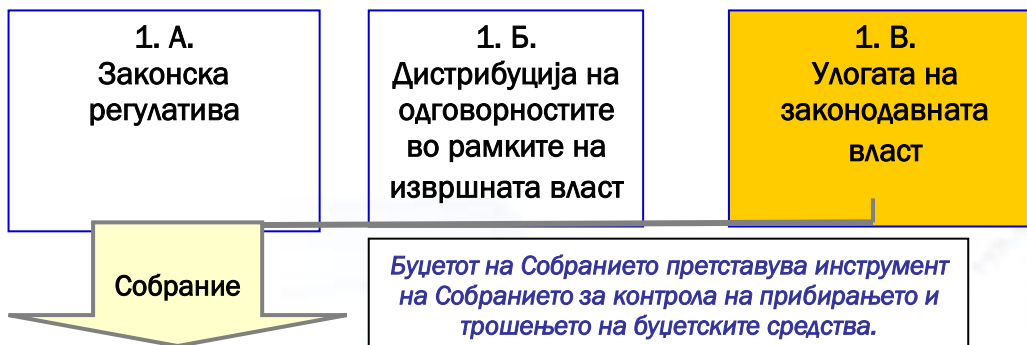 1. А.
Законска
регулатива
1. Б.
Дистрибуција на
одговорностите
во рамките на
извршната власт
1. В.
Улогата на
законодавната
власт
Собрание
Буџетот на Собранието претставува инструмент
на Собранието за контрола на прибирањето и
трошењето на буџетските средства.